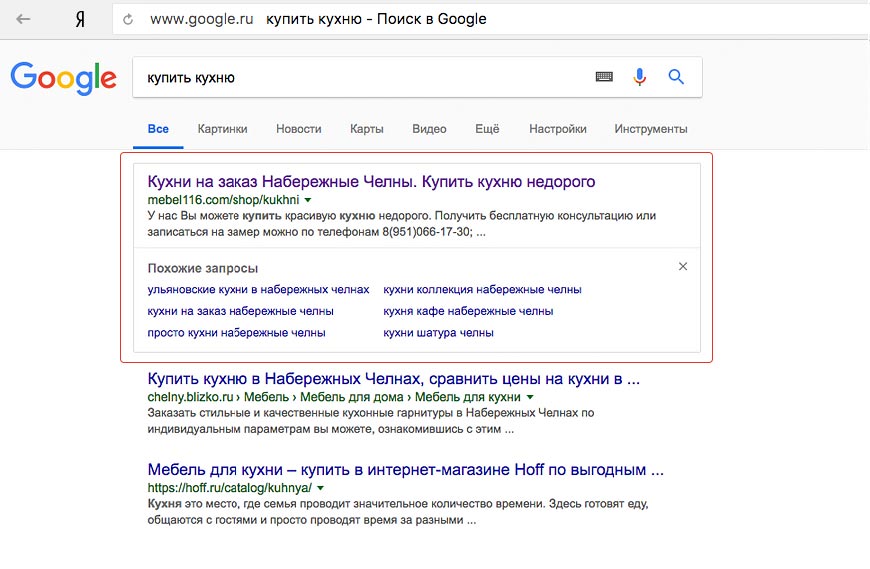 Я www.google.ru купить кухню - Поиск в Google
Google купить кухню
Все Картинки Новости Карты Видео Ещё Настройки Инструменты
Кухни на заказ Набережные Челны. Купить кухню недорого
mebel116.com/shop/kukhni
У нас Вы можете купить красивую кухню недорого. Получить бесплатную консультацию или
записаться на замер можно по телефонам 8(951)066-17-30; ...
Похожие запросы
ульяновские кухни в набережных челнах кухни коллекция набережные челны
кухни на заказ набережные челны кухня кафе набережные челны
просто кухни набережные челны кухни шатура челны
Купить кухню в Набережных Челнах, сравнить цены на кухни в ...
chelny.blizko.ru › Мебель › Мебель для дома › Мебель для кухни
Заказать стильные и качественные кухонные гарнитуры в Набережных Челнах по
индивидуальным параметрам вы можете, ознакомившись с этим ...
Мебель для кухни – купить в интернет-магазине Hoff по выгодным ...
https://hoff.ru/catalog/kuhnya/
Кухня это место, где семья проводит значительное количество времени. Здесь готовят еду,
общаются с гостями и просто проводят время за разными ...